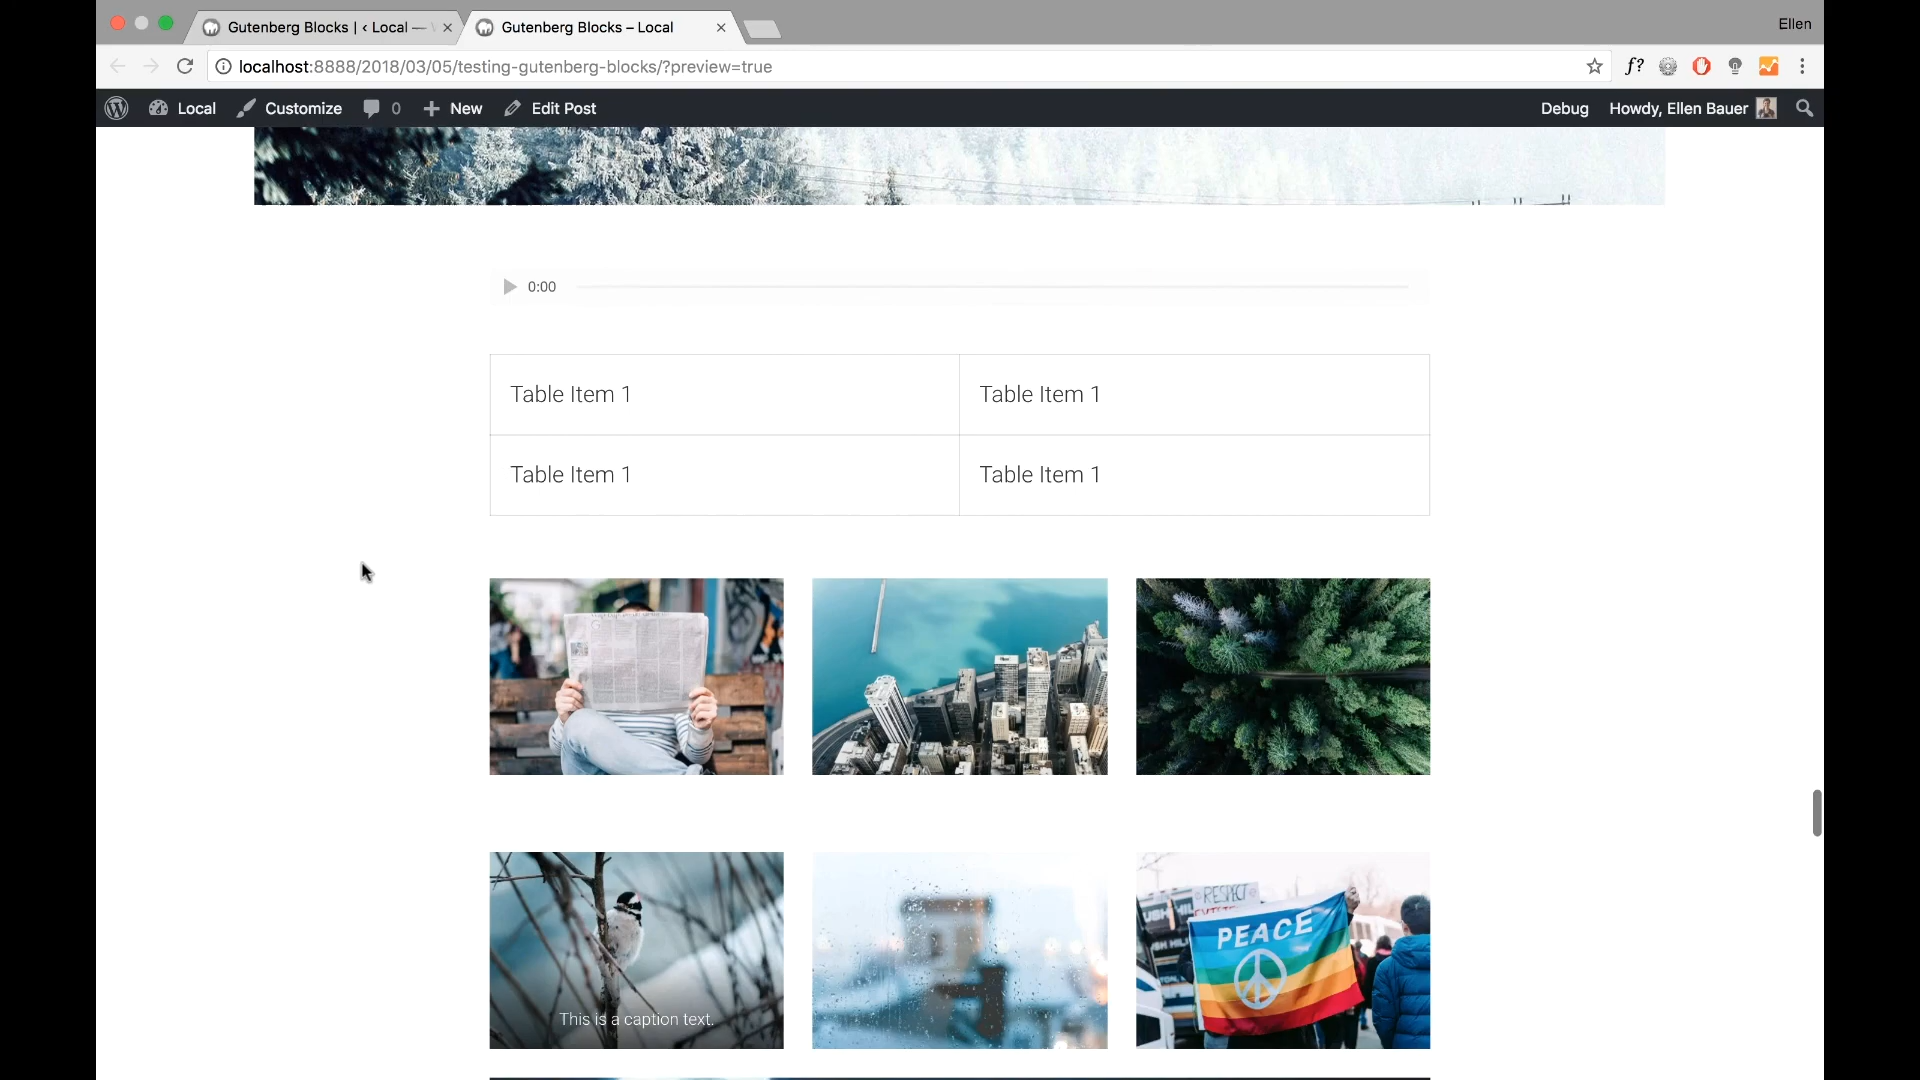 Ellen
Gutenberg Blocks | ‹ Local —
Gutenberg Blocks – Local
localhost:8888/2018/03/05/testing-gutenberg-blocks/?preview=true
f?
Local Customize 0 New Edit Post
Debug Howdy, Ellen Bauer
0:00
Table Item 1 Table Item 1
Table Item 1 Table Item 1
This is a caption text.
RESPECT
PEACE